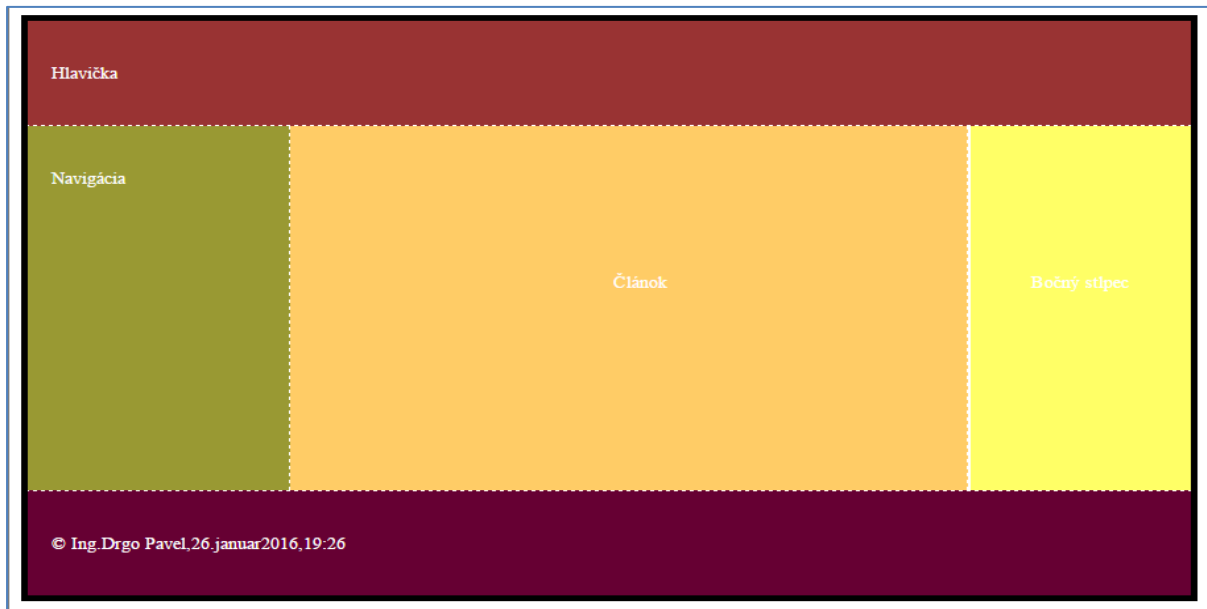 Hlavička
Navigácia
Článok
Bočný stĺpec
© Ing.Drgo Pavel,26.januar2016,19:26